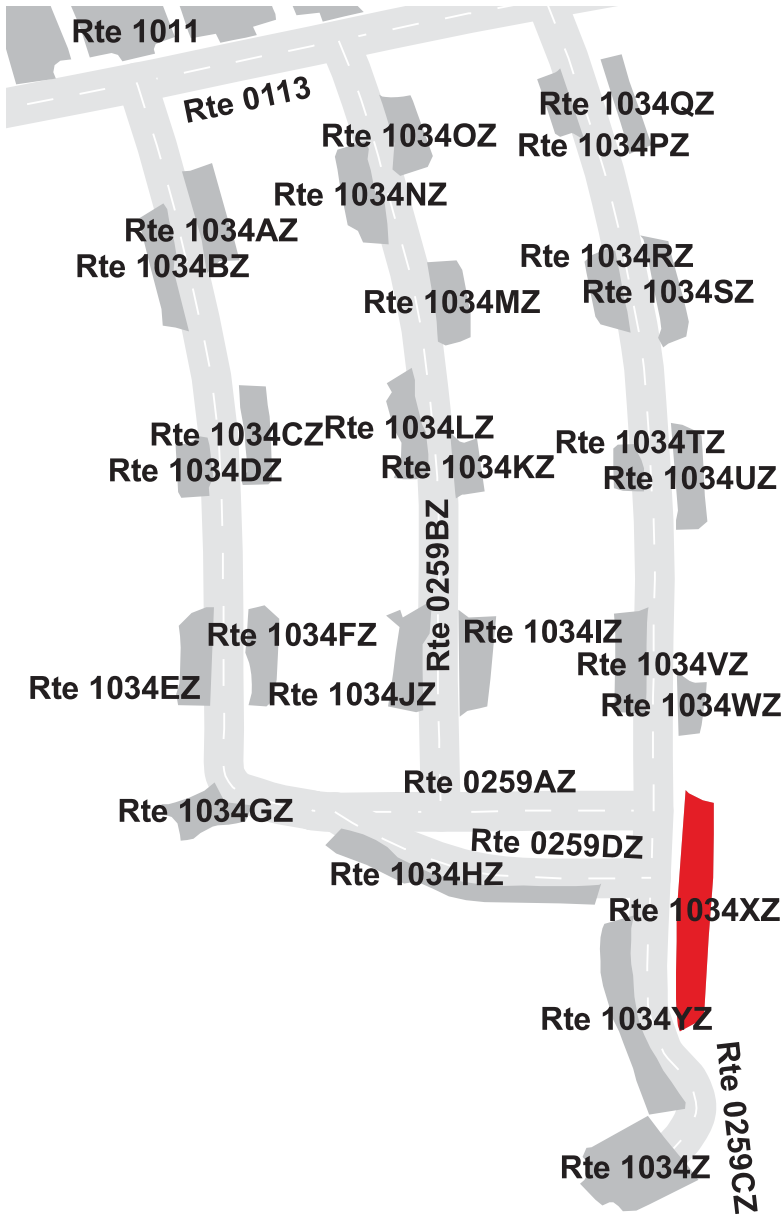 Rte 1011
Rte 0113
Rte 1034QZ
Rte 1034OZ
Rte 1034PZ
Rte 1034NZ
Rte 1034AZ
Rte 1034RZ
Rte 1034BZ
Rte 1034SZ
Rte 1034MZ
Rte 1034LZ
Rte 1034CZ
Rte 1034TZ
Rte 1034KZ
Rte 1034DZ
Rte 1034UZ
Rte 0259BZ
Rte 1034FZ
Rte 1034IZ
Rte 1034VZ
Rte 1034EZ
Rte 1034JZ
Rte 1034WZ
Rte 0259AZ
Rte 1034GZ
Rte 0259DZ
Rte 1034HZ
Rte 1034XZ
Rte 1034YZ
Rte 0259CZ
Rte 1034Z